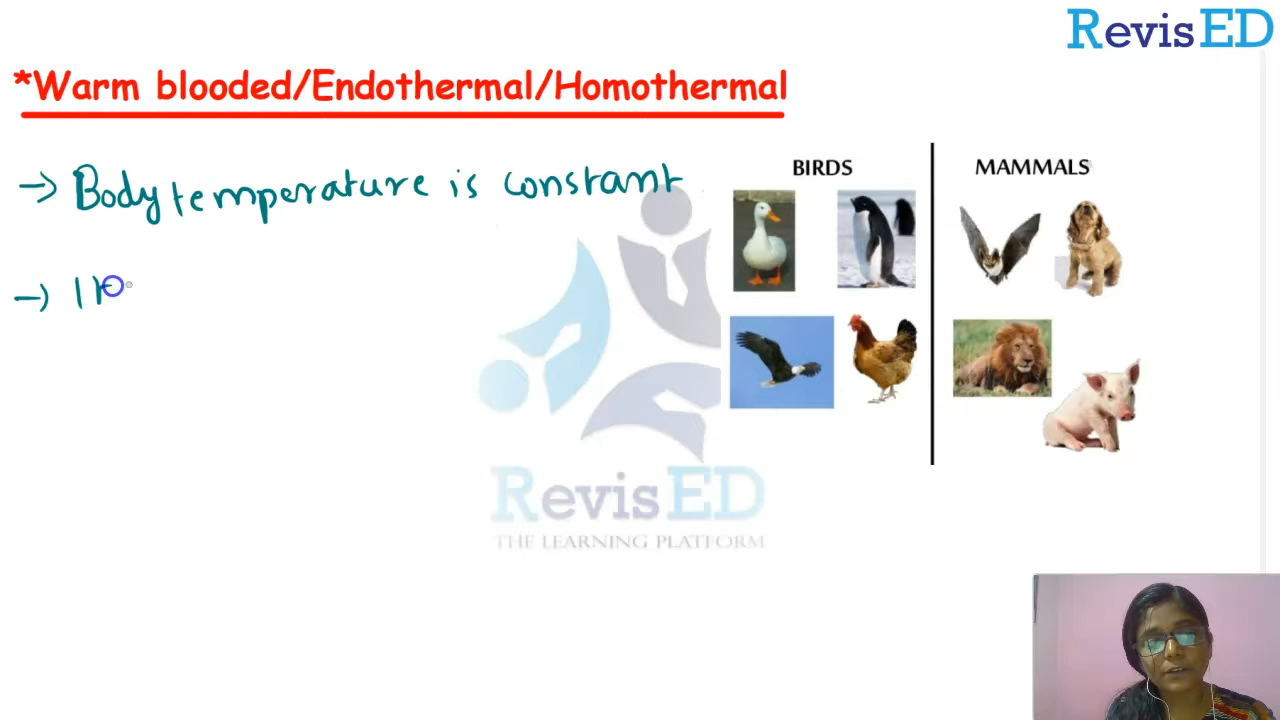 RevisED
*Warm blooded/Endothermal/Homothermal
→ Body temperature is constant
BIRDS
MAMMALS
→
RevisED
THE LEARNING PLATFORM